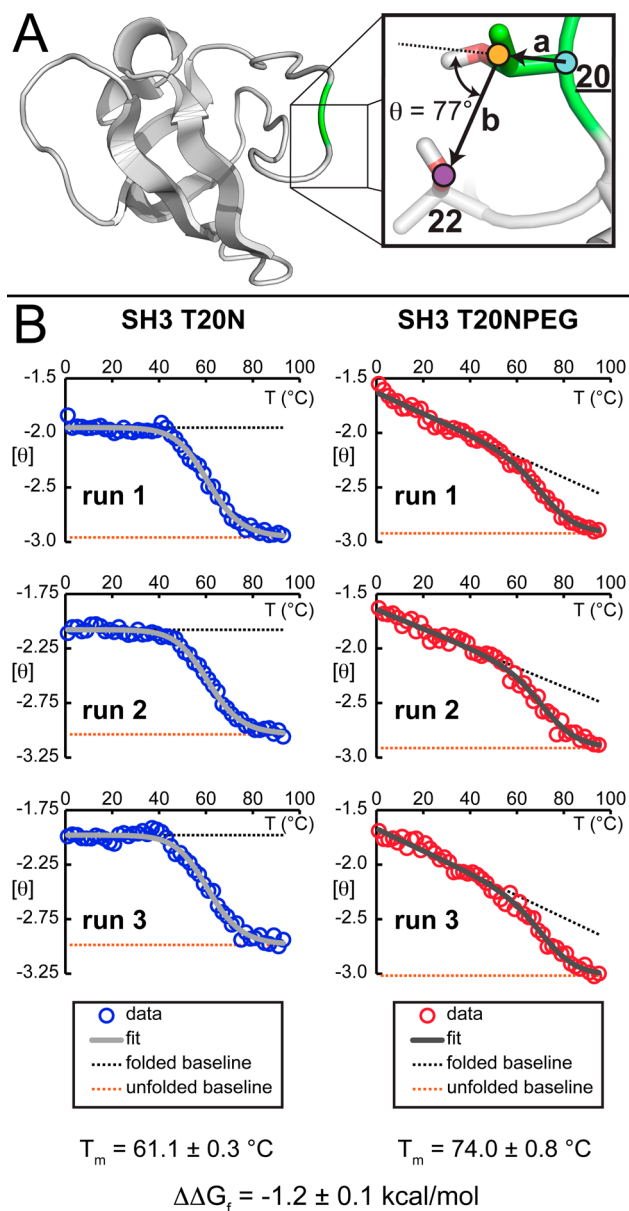 A
a
20
θ = 77°
b
22
B
SH3 T20N
SH3 T20NPEG
0 20 40 60 80 100
T (°C)
-1.5
-2.0
[θ]
-2.5
-3.0
run 1
0 20 40 60 80 100
T (°C)
-1.5
-2.0
[θ]
-2.5
-3.0
run 1
0 20 40 60 80 100
T (°C)
-1.75
-2.25
[θ]
-2.75
-3.25
run 2
0 20 40 60 80 100
T (°C)
-1.5
-2.0
[θ]
-2.5
-3.0
run 2
0 20 40 60 80 100
T (°C)
-1.75
-2.25
[θ]
-2.75
-3.25
run 3
0 20 40 60 80 100
T (°C)
-1.5
-2.0
[θ]
-2.5
-3.0
run 3
data
fit
folded baseline
unfolded baseline
data
fit
folded baseline
unfolded baseline
Tm = 61.1 ± 0.3 °C
Tm = 74.0 ± 0.8 °C
ΔΔGf = -1.2 ± 0.1 kcal/mol